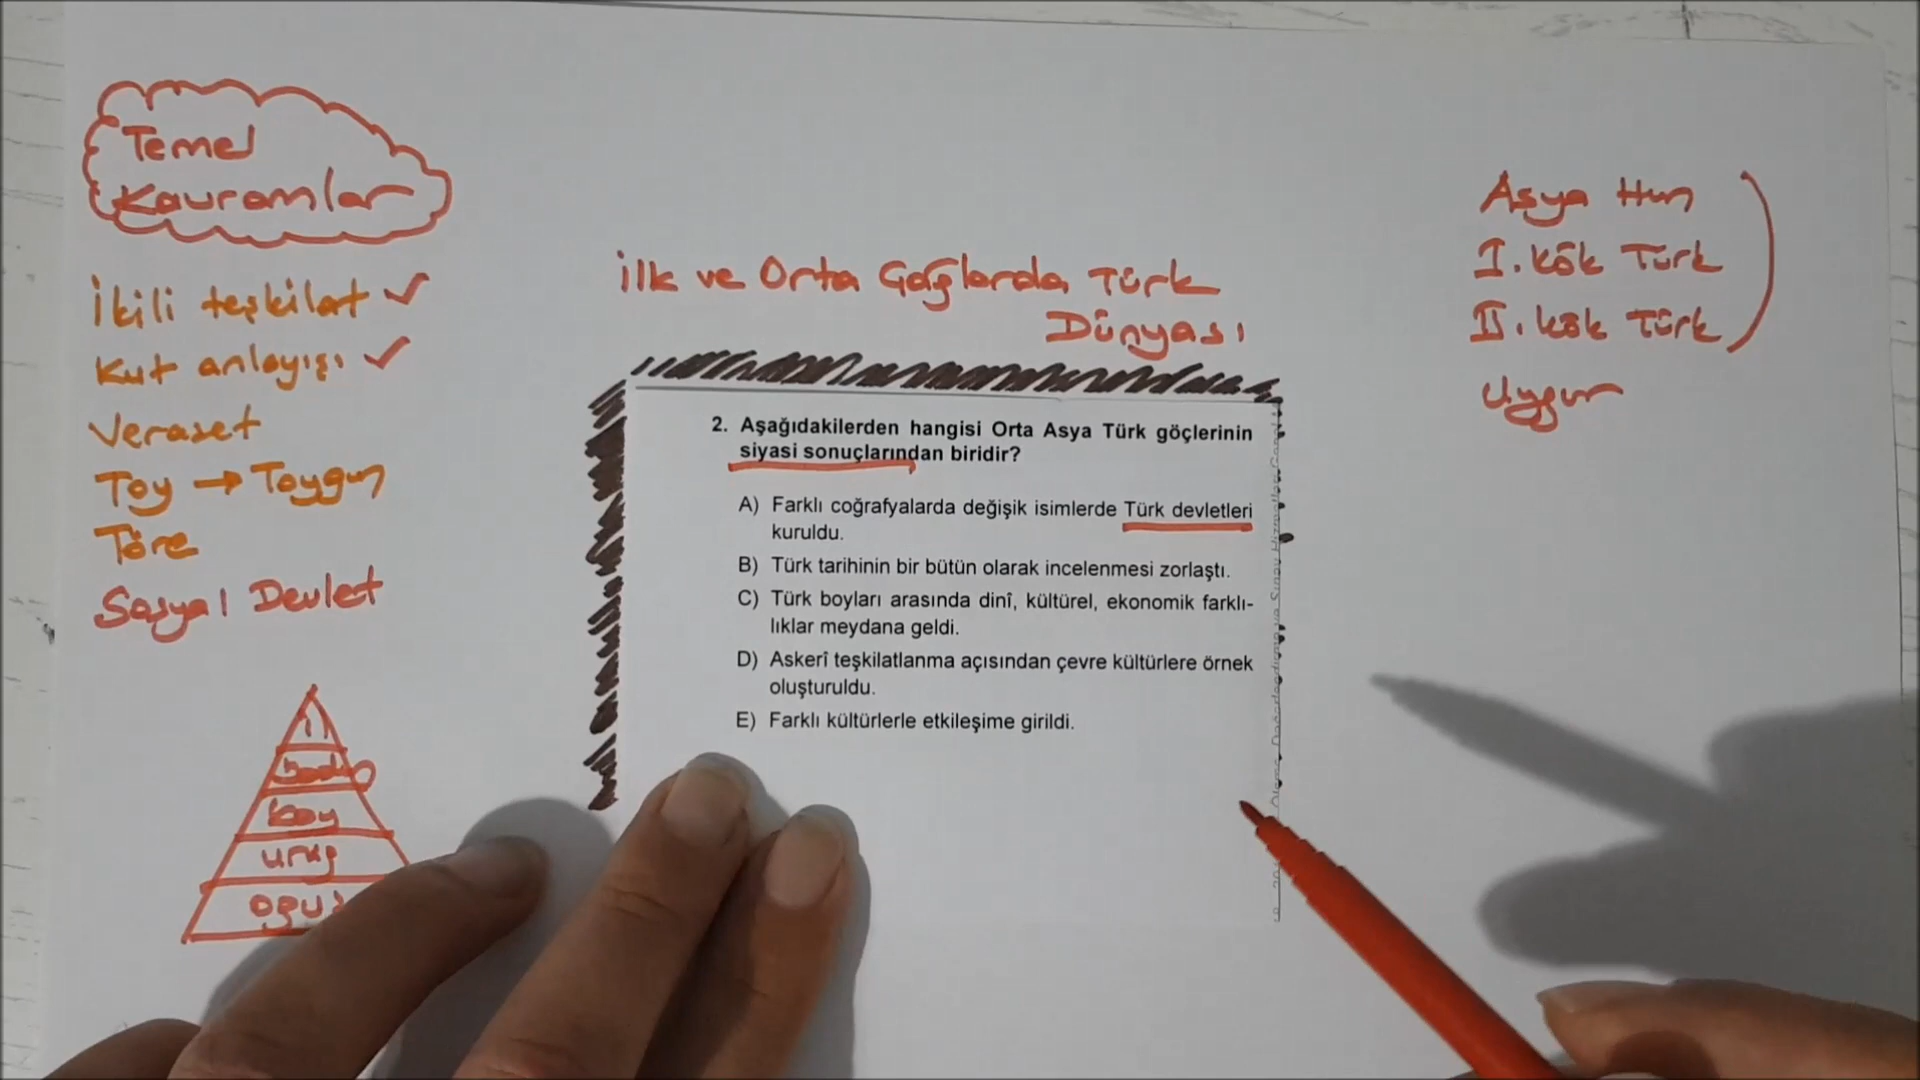 Temel
Kavramlar
İkili teşkilat ✓
Kut anlayışı ✓
Veraset
Toy → Toygun
Töre
Sosyal Devlet
boy
uruş
oguş
İlk ve Orta Çağlarda Türk
Dünyası
2. Aşağıdakilerden hangisi Orta Asya Türk göçlerinin
siyasi sonuçlarından biridir?
A) Farklı coğrafyalarda değişik isimlerde Türk devletleri
kuruldu.
B) Türk tarihinin bir bütün olarak incelenmesi zorlaştı.
C) Türk boyları arasında dinî, kültürel, ekonomik farklı-
lıklar meydana geldi.
D) Askerî teşkilatlanma açısından çevre kültürlere örnek
oluşturuldu.
E) Farklı kültürlerle etkileşime girildi.
Asya Hun
I. kök Türk
II. kök Türk
Uygur